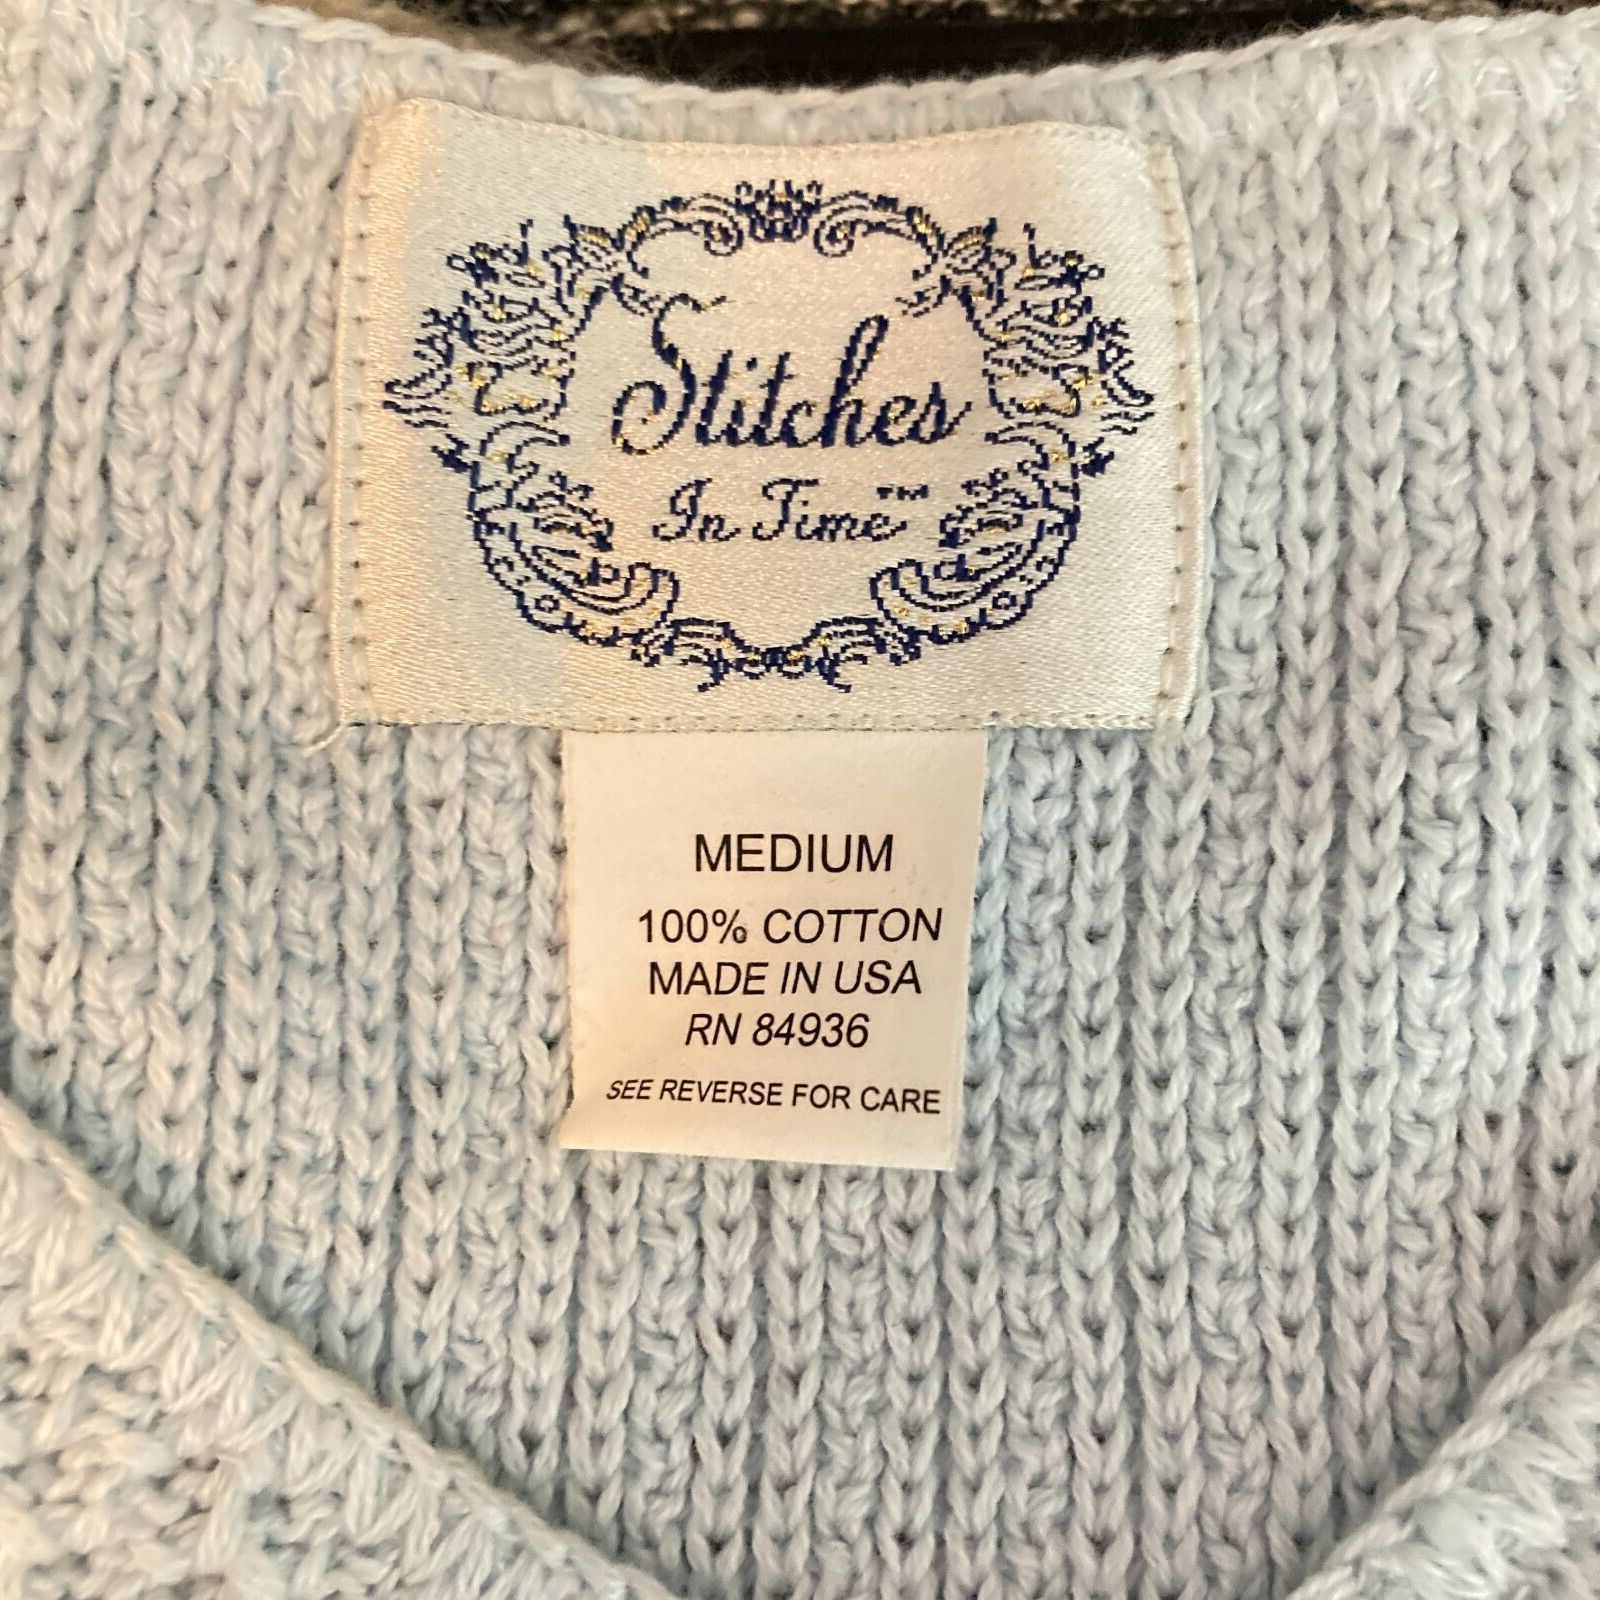 Stitches
In Time™
MEDIUM
100% COTTON
MADE IN USA
RN 84936
SEE REVERSE FOR CARE